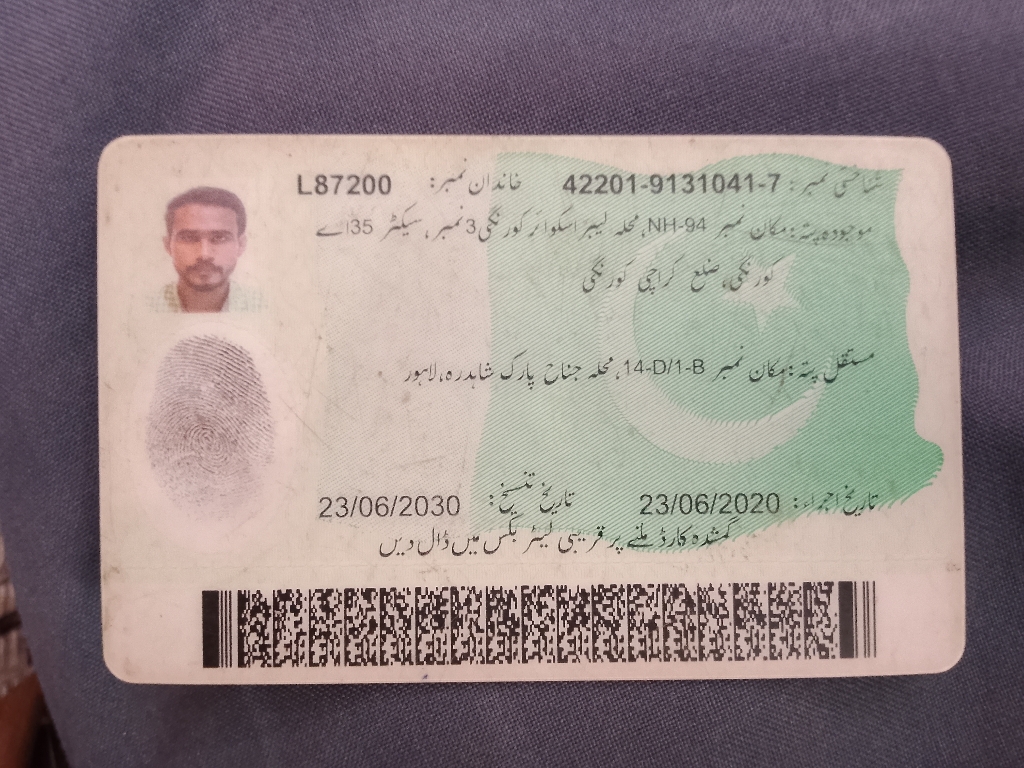 شناختی نمبر: 42201-9131041-7 خاندان نمبر: L87200
موجودہ پتہ: مکان نمبر NH-94، محلہ لیبر اسکوائر کورنگی 3 نمبر، سیکٹر 35اے
کورنگی، ضلع کراچی کورنگی
مستقل پتہ: مکان نمبر 14-D/1-B، محلہ جناح پارک شاہدرہ، لاہور
تاریخ اجراء: 23/06/2020 تاریخ تنسیخ: 23/06/2030
گمشدہ کارڈ ملنے پر قریبی لیٹر بکس میں ڈال دیں